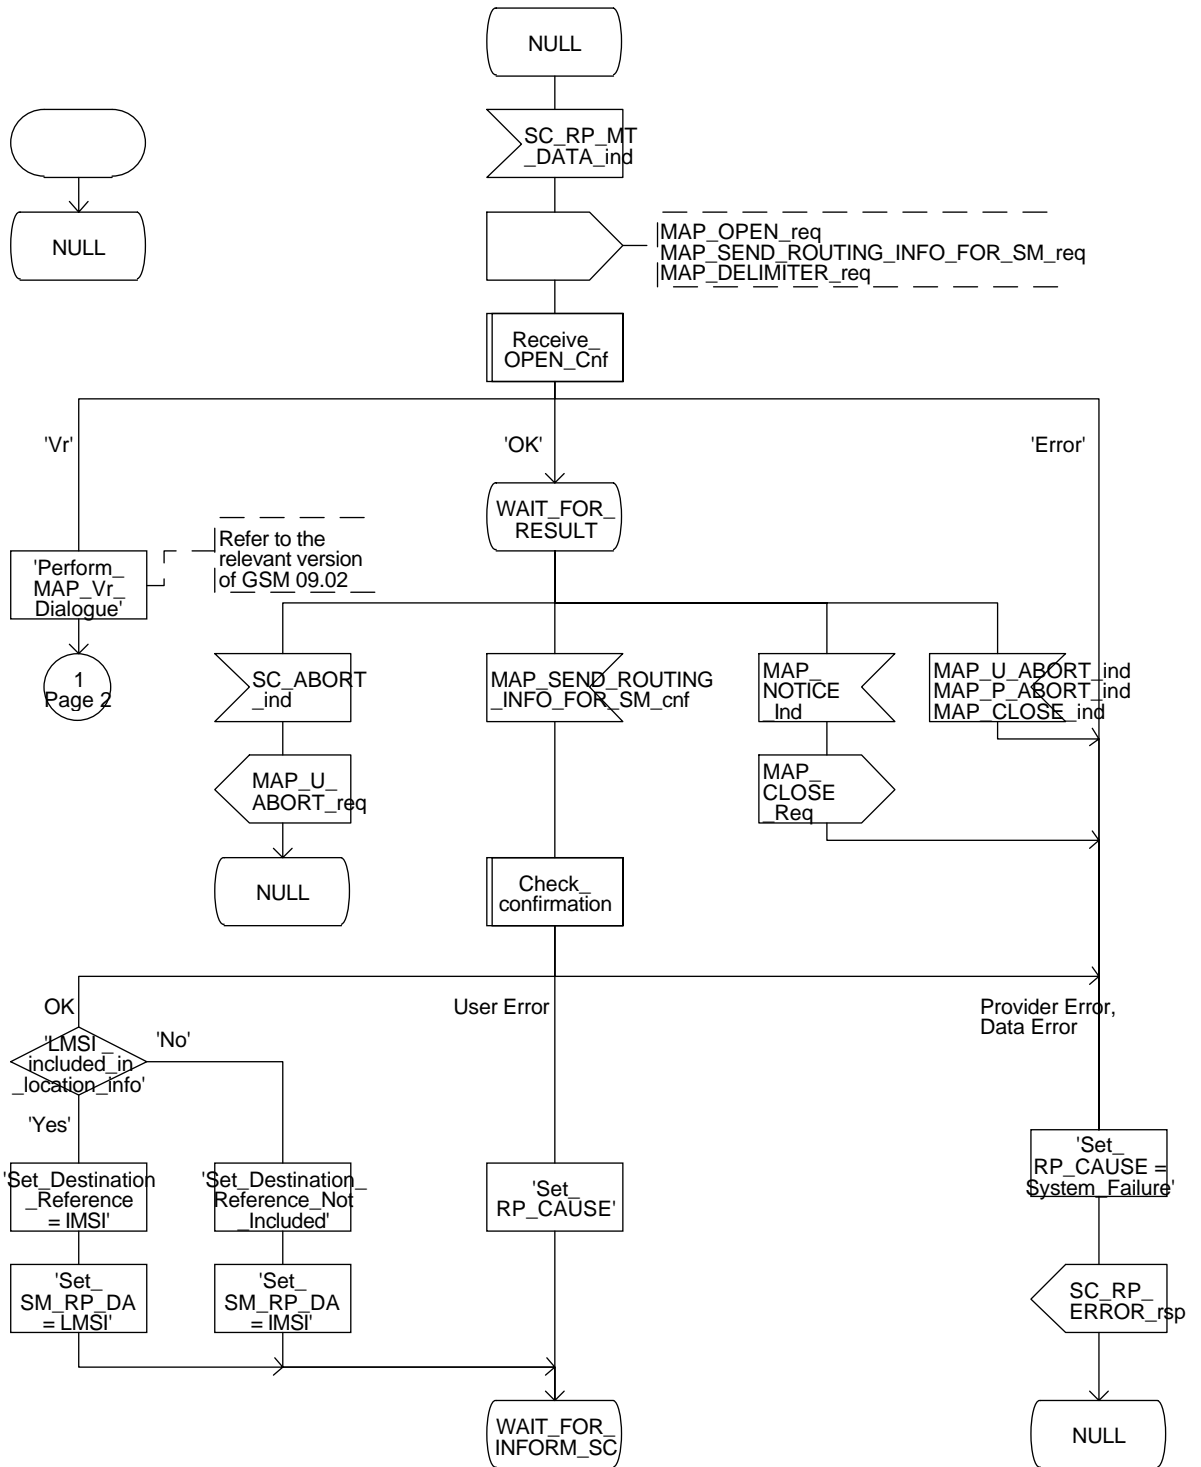 NULL
SC_RP_MT
_DATA_ind
NULL
MAP_OPEN_req
MAP_SEND_ROUTING_INFO_FOR_SM_req
MAP_DELIMITER_req
Receive_
OPEN_Cnf
'Vr'
'OK'
'Error'
WAIT_FOR_
RESULT
'Perform_
MAP_Vr_
Dialogue'
Refer to the
relevant version
of GSM 09.02
1
Page 2
SC_ABORT
_ind
MAP_SEND_ROUTING
_INFO_FOR_SM_cnf
MAP_
NOTICE
_Ind
MAP_U_ABORT_ind
MAP_P_ABORT_ind
MAP_CLOSE_ind
MAP_U_
ABORT_req
MAP_
CLOSE
_Req
NULL
Check_
confirmation
OK
User Error
Provider Error,
Data Error
'LMSI_
included_in
_location_info'
'No'
'Yes'
'Set_Destination
_Reference
= IMSI'
'Set_Destination_
Reference_Not
_Included'
'Set_
RP_CAUSE'
'Set_
RP_CAUSE =
System_Failure'
'Set_
SM_RP_DA
= LMSI'
'Set_
SM_RP_DA
= IMSI'
SC_RP_
ERROR_rsp
WAIT_FOR_
INFORM_SC
NULL